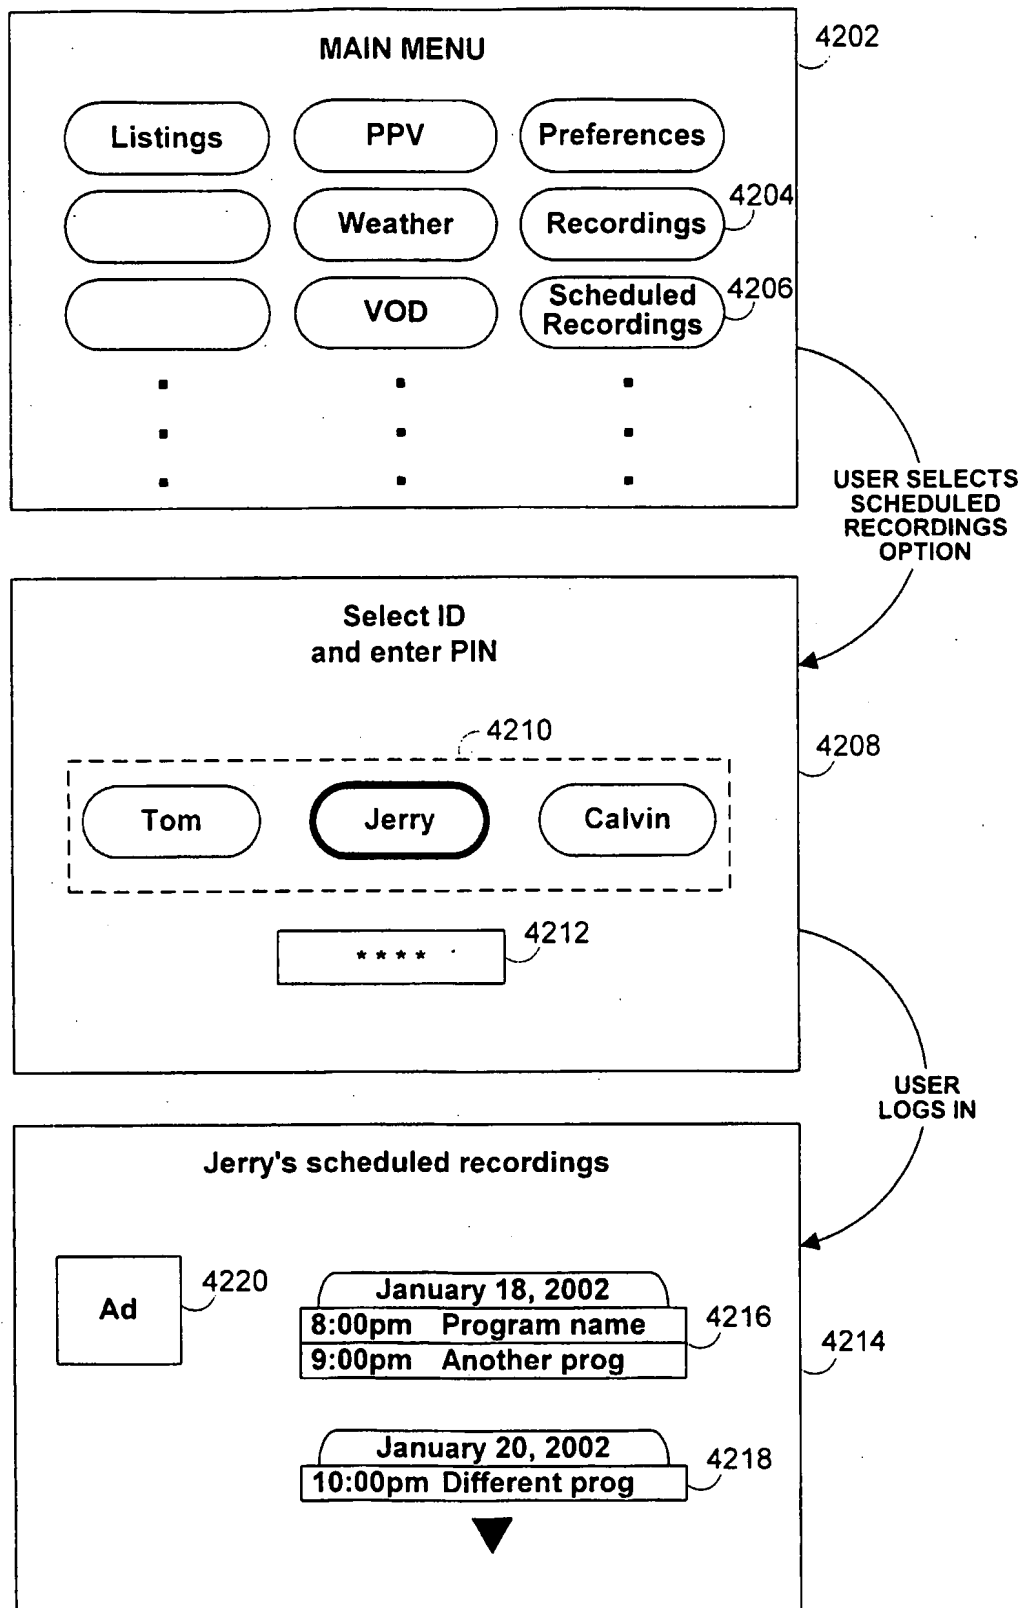 MAIN MENU
4202
Listings
PPV
Preferences
Weather
Recordings
4204
VOD
Scheduled
Recordings
4206
USER SELECTS
SCHEDULED
RECORDINGS
OPTION
Select ID
and enter PIN
4210
4208
Tom
Jerry
Calvin
****
4212
USER
LOGS IN
Jerry's scheduled recordings
Ad
4220
January 18, 2002
8:00pm Program name
9:00pm Another prog
4216
4214
January 20, 2002
10:00pm Different prog
4218